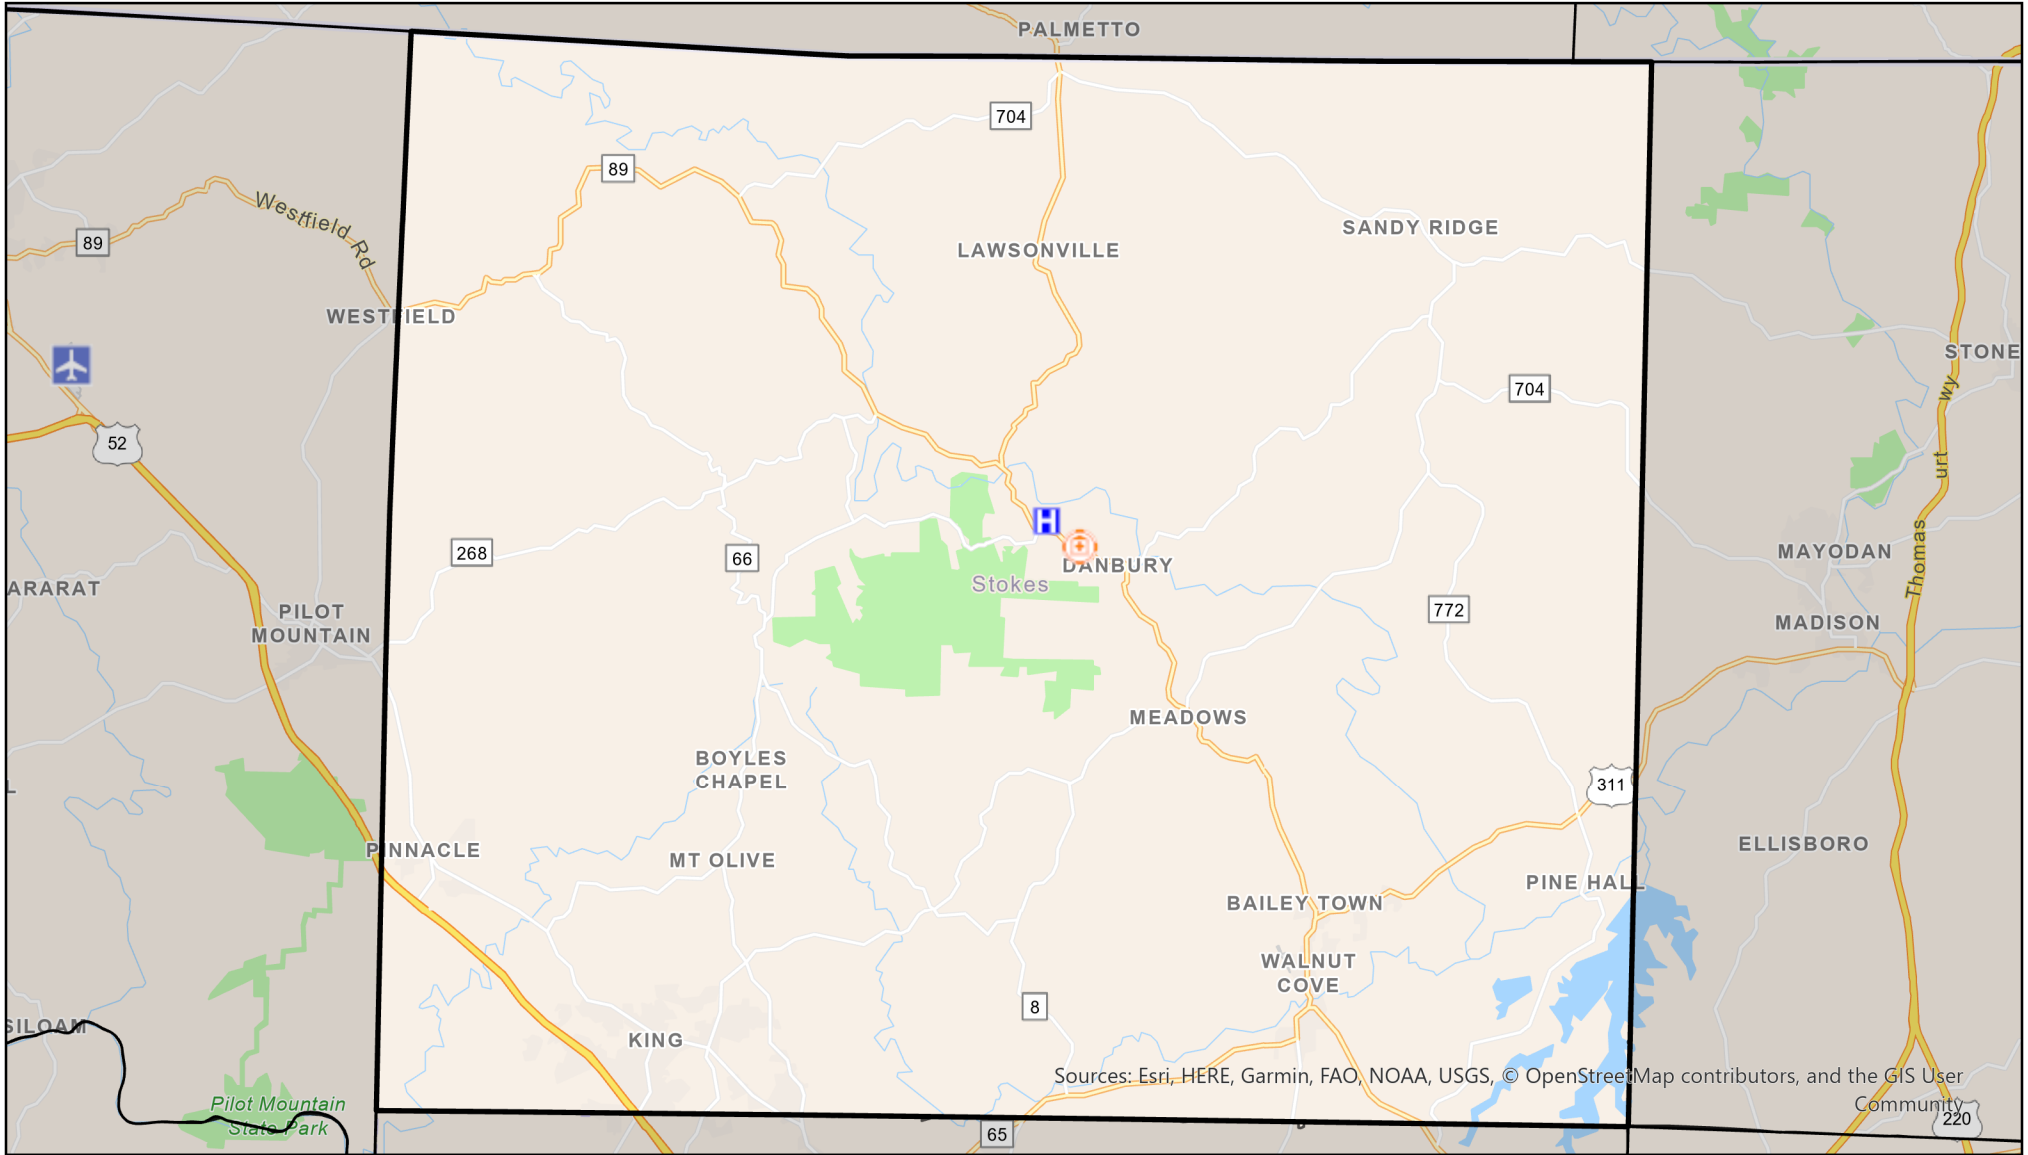 PALMETTO
704
89
Westfield Rd
SANDY RIDGE
89
LAWSONVILLE
WESTFIELD
STONE
704
wy
52
urt
H
268
66
MAYODAN
DANBURY
Thomas
Stokes
ARARAT
772
PILOT
MOUNTAIN
MADISON
MEADOWS
BOYLES
CHAPEL
311
L
ELLISBORO
PINNACLE
MT OLIVE
PINE HALL
BAILEY TOWN
WALNUT
COVE
8
SILOAM
KING
Sources: Esri, HERE, Garmin, FAO, NOAA, USGS, © OpenStreetMap contributors, and the GIS User
Community
Pilot Mountain
State Park
220
65